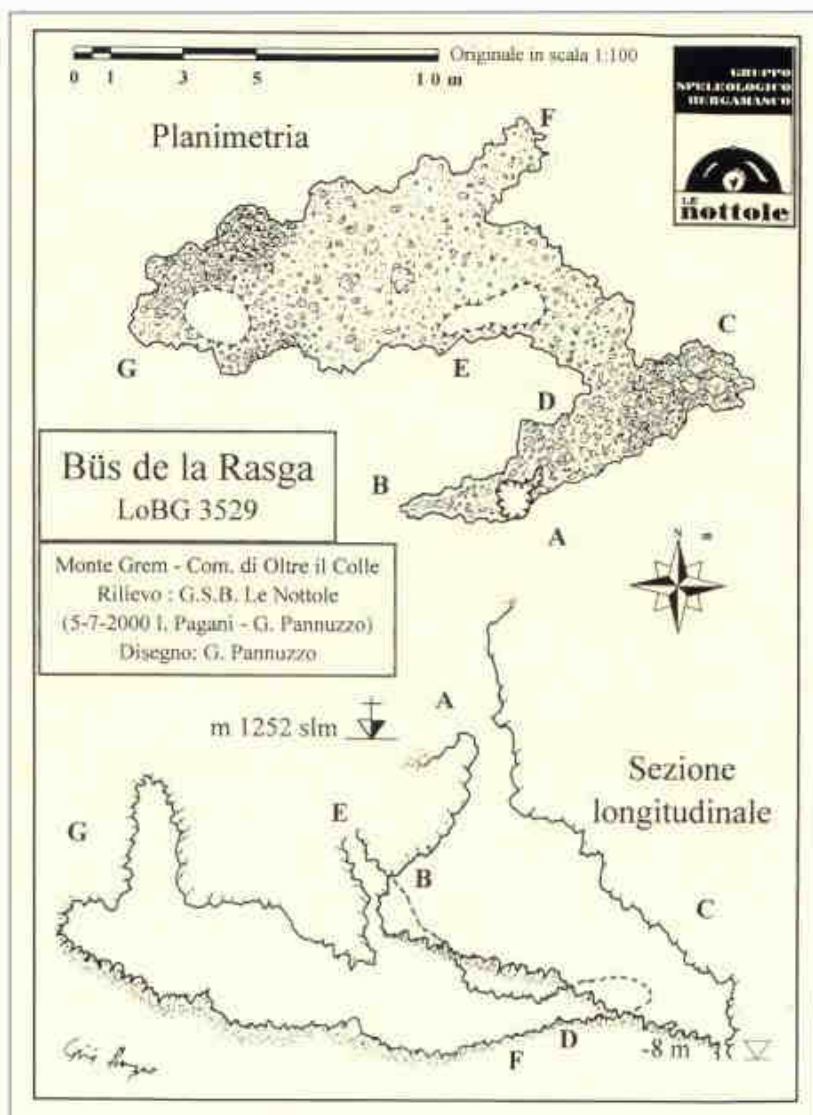 0 1 3 5 10 m
Originale in scala 1:100
GRUPPO
SPELEOLOGICO
BERGAMASCO
LE
nottole
Planimetria
F
G
E
C
D
B
A
Büs de la Rasga
LoBG 3529
Monte Grem - Com. di Oltre il Colle
Rilievo : G.S.B. Le Nottole
(5-7-2000 I. Pagani - G. Pannuzzo)
Disegno: G. Pannuzzo
N
m 1252 slm
A
Sezione
longitudinale
G
E
B
C
D
F
-8 m